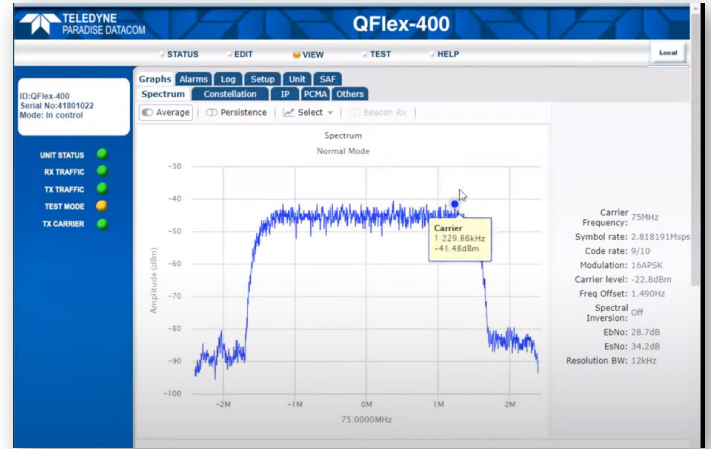 TELEDYNE
PARADISE DATACOM
QFlex-400
STATUS EDIT VIEW TEST HELP
Local
ID:QFlex-400
Serial No:41801022
Mode: In control
UNIT STATUS
RX TRAFFIC
TX TRAFFIC
TEST MODE
TX CARRIER
Graphs Alarms Log Setup Unit SAF
Spectrum Constellation IP PCMA Others
Average Persistence Select Beacon Rx
Spectrum
Normal Mode
Amplitude (dBm)
-30
-40
-60
-70
-80
-90
-100
-2M -1M 0M 1M 2M
75.0000MHz
Carrier
1 229.86kHz
-41.48dBm
Carrier Frequency: 75MHz
Symbol rate: 2.818191Msps
Code rate: 9/10
Modulation: 16APSK
Carrier level: -22.8dBm
Freq Offset: 1.490Hz
Spectral Inversion: Off
EbNo: 28.7dB
EsNo: 34.2dB
Resolution BW: 12kHz